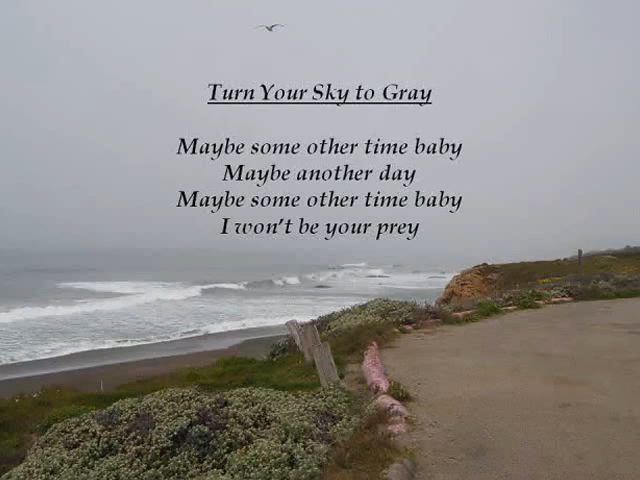 Turn Your Sky to Gray
Maybe some other time baby
Maybe another day
Maybe some other time baby
I won't be your prey